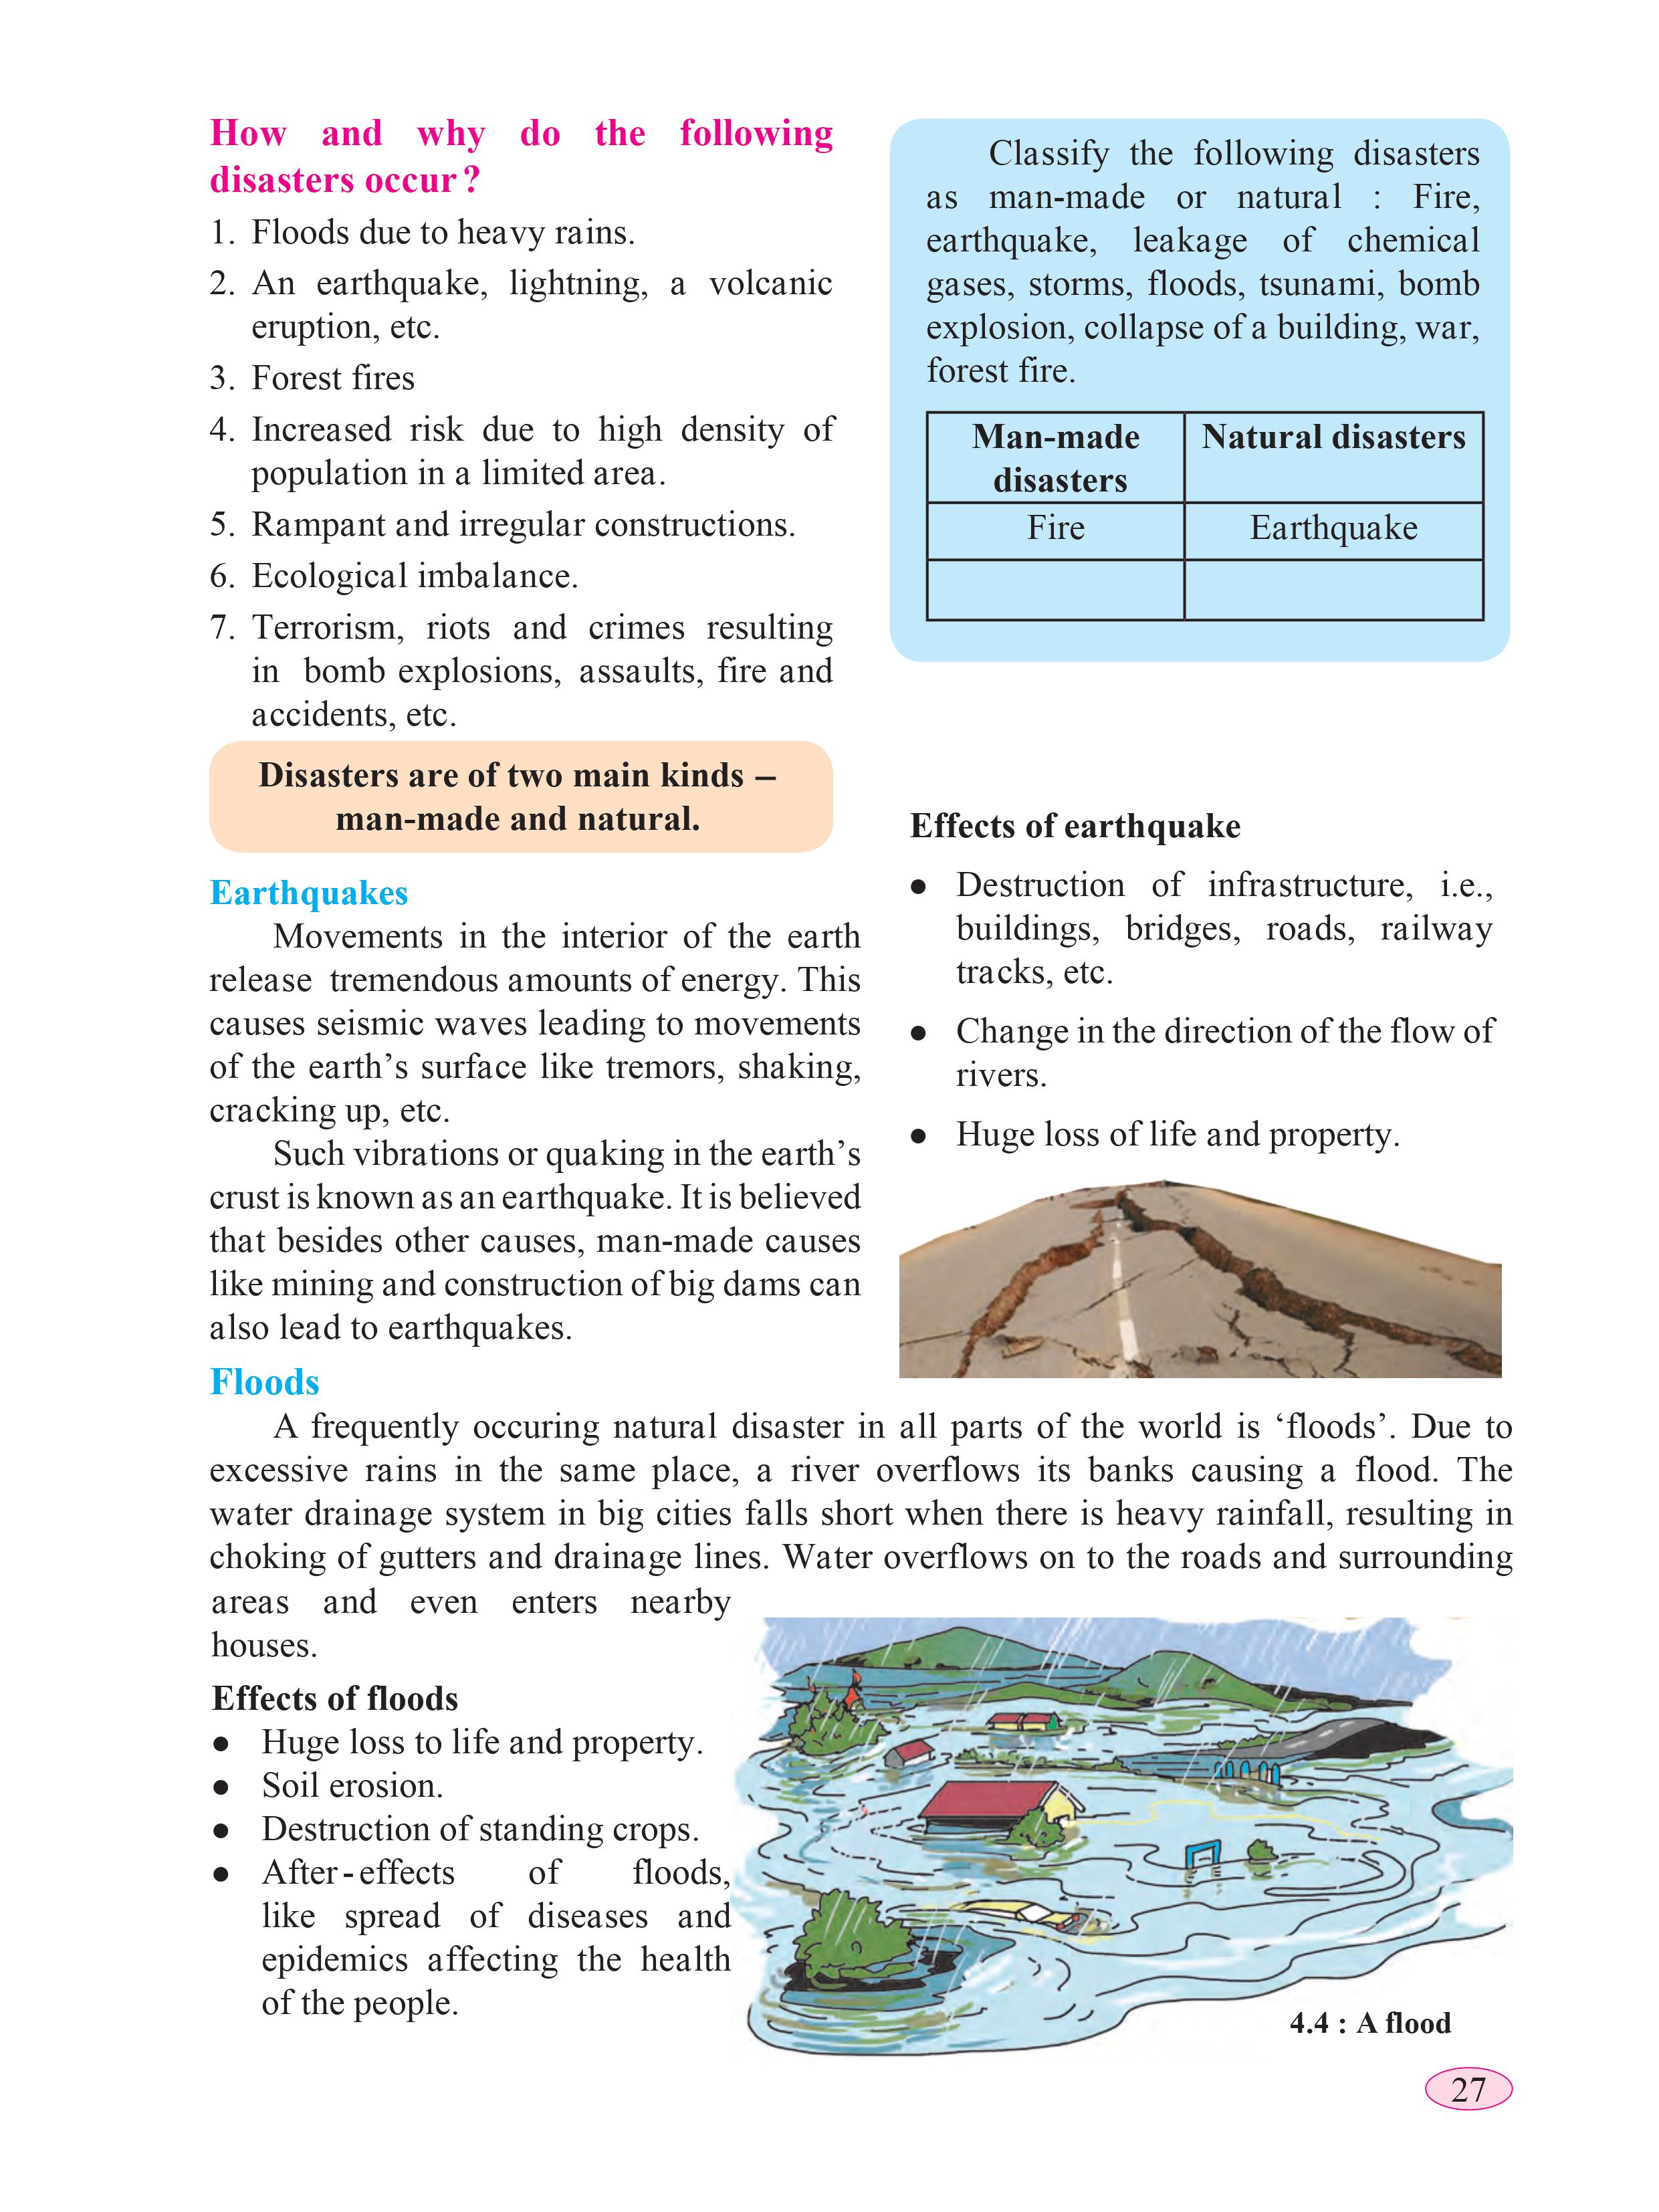 How and why do the following
disasters occur?
1. Floods due to heavy rains.
2. An earthquake, lightning, a volcanic
eruption, etc.
3. Forest fires
4. Increased risk due to high density of
population in a limited area.
5. Rampant and irregular constructions.
6. Ecological imbalance.
7. Terrorism, riots and crimes resulting
in bomb explosions, assaults, fire and
accidents, etc.
Disasters are of two main kinds –
man-made and natural.
Classify the following disasters
as man-made or natural : Fire,
earthquake, leakage of chemical
gases, storms, floods, tsunami, bomb
explosion, collapse of a building, war,
forest fire.
Man-made
disasters
Natural disasters
Fire
Earthquake
Earthquakes
Movements in the interior of the earth
release tremendous amounts of energy. This
causes seismic waves leading to movements
of the earth’s surface like tremors, shaking,
cracking up, etc.
Such vibrations or quaking in the earth’s
crust is known as an earthquake. It is believed
that besides other causes, man-made causes
like mining and construction of big dams can
also lead to earthquakes.
Effects of earthquake
● Destruction of infrastructure, i.e.,
buildings, bridges, roads, railway
tracks, etc.
● Change in the direction of the flow of
rivers.
● Huge loss of life and property.
Floods
A frequently occuring natural disaster in all parts of the world is ‘floods’. Due to
excessive rains in the same place, a river overflows its banks causing a flood. The
water drainage system in big cities falls short when there is heavy rainfall, resulting in
choking of gutters and drainage lines. Water overflows on to the roads and surrounding
areas and even enters nearby
houses.
Effects of floods
● Huge loss to life and property.
● Soil erosion.
● Destruction of standing crops.
● After-effects of floods,
like spread of diseases and
epidemics affecting the health
of the people.
4.4 : A flood
27